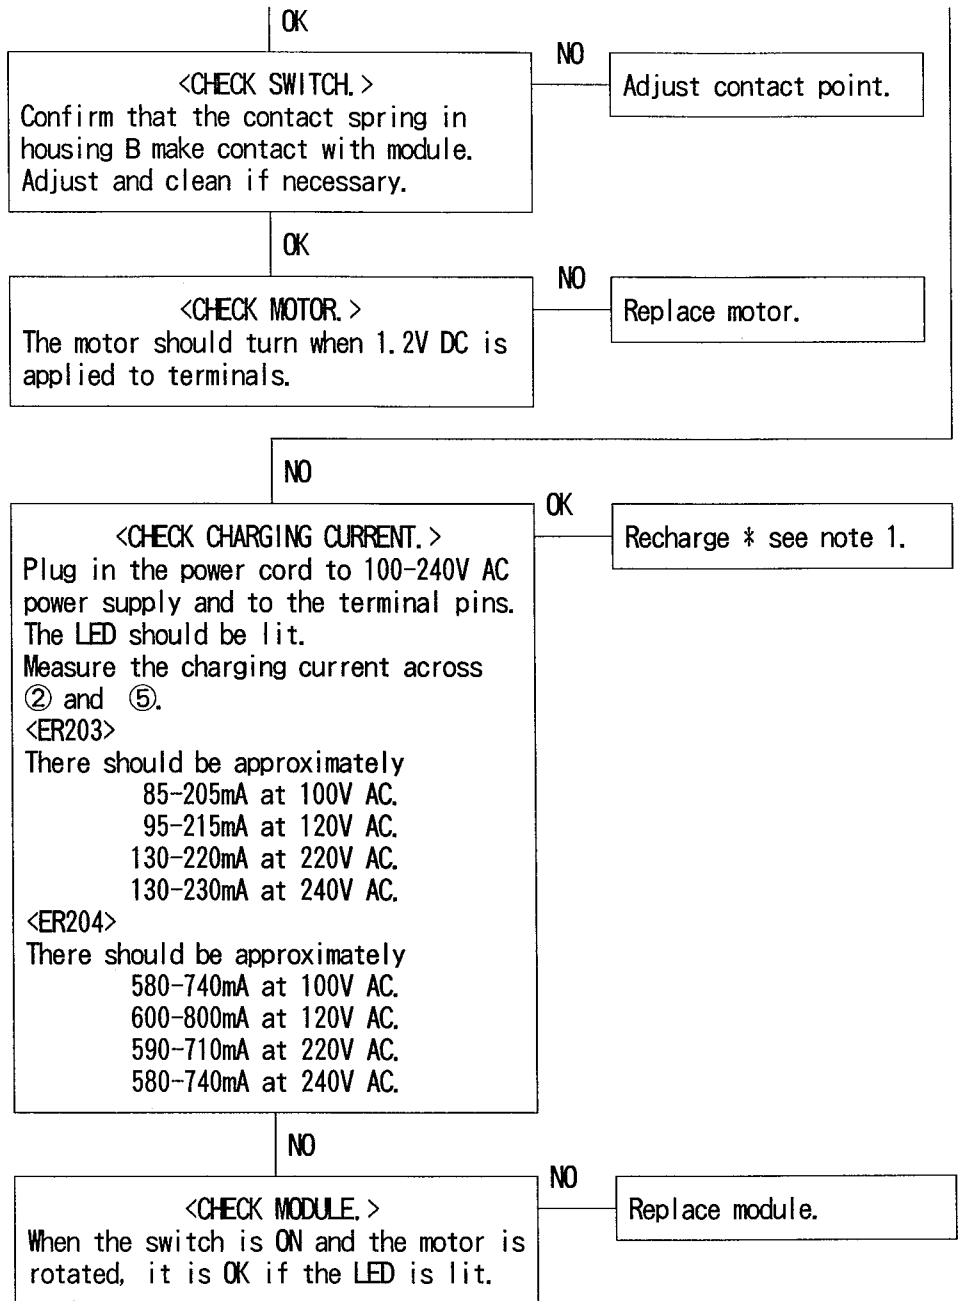 OK
<CHECK SWITCH.>
Confirm that the contact spring in
housing B make contact with module.
Adjust and clean if necessary.
NO
Adjust contact point.
OK
<CHECK MOTOR.>
The motor should turn when 1.2V DC is
applied to terminals.
NO
Replace motor.
NO
<CHECK CHARGING CURRENT.>
Plug in the power cord to 100-240V AC
power supply and to the terminal pins.
The LED should be lit.
Measure the charging current across
② and ⑤.
<ER203>
There should be approximately
85-205mA at 100V AC.
95-215mA at 120V AC.
130-220mA at 220V AC.
130-230mA at 240V AC.
<ER204>
There should be approximately
580-740mA at 100V AC.
600-800mA at 120V AC.
590-710mA at 220V AC.
580-740mA at 240V AC.
OK
Recharge * see note 1.
NO
<CHECK MODULE.>
When the switch is ON and the motor is
rotated, it is OK if the LED is lit.
NO
Replace module.